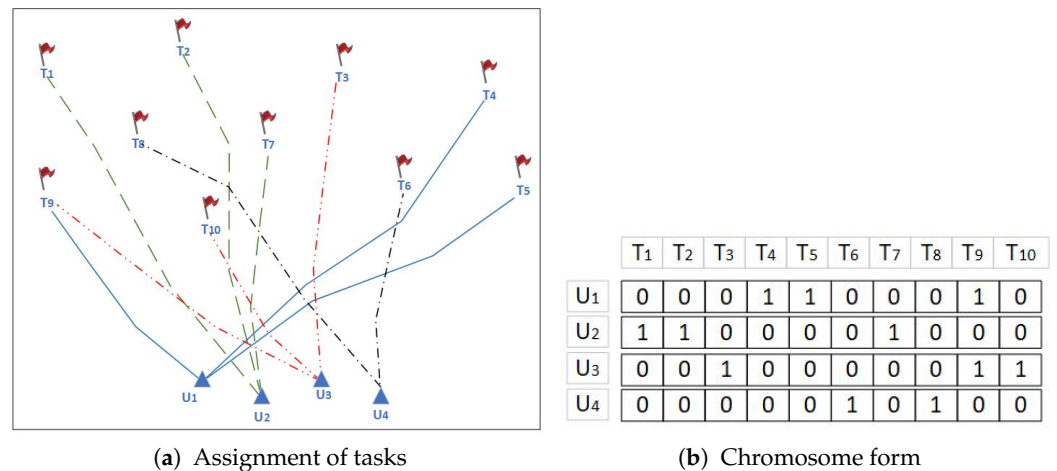 T1
T2
T3
T4
T8
T7
T6
T5
T9
T10
U1
U2
U3
U4
T1 T2 T3 T4 T5 T6 T7 T8 T9 T10
U1 0 0 0 1 1 0 0 0 1 0
U2 1 1 0 0 0 0 1 0 0 0
U3 0 0 1 0 0 0 0 0 1 1
U4 0 0 0 0 0 1 0 1 0 0
(a) Assignment of tasks
(b) Chromosome form